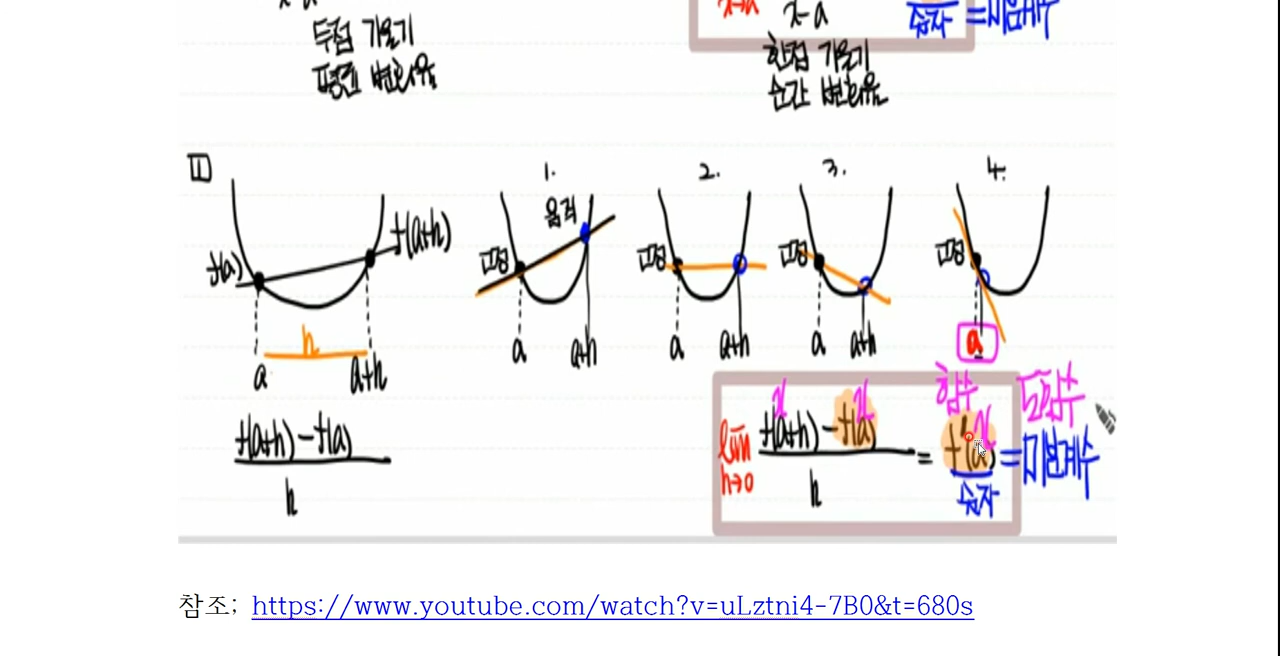 x-a
숫자 = 미분계수
x→a x-a
두점 기울기
평균 변화율
한점 기울기
순간 변화율
II
1. 2. 3. 4.
움직
f(a) f(a+h) 고정 고정 고정 고정
h
a a+h a a+h a a+h a a+h a
x x 함수 도함수
f(a+h)-f(a)
h
lim
h→0
f(a+h)-f(a)
h
= f'(a) x = 미분계수
숫자
참조; https://www.youtube.com/watch?v=uLztni4-7B0&t=680s